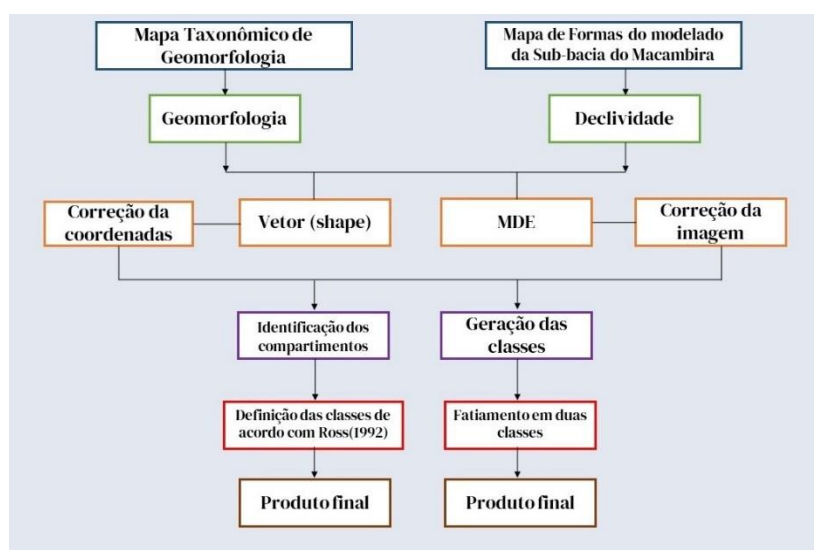 Mapa Taxonômico de
Geomorfologia
Mapa de Formas do modelado
da Sub-bacia do Macambira
Geomorfologia
Declividade
Correção da
coordenadas
Vetor (shape)
MDE
Correção da
imagem
Identificação dos
compartimentos
Geração das
classes
Definição das classes de
acordo com Ross(1992)
Fatiamento em duas
classes
Produto final
Produto final